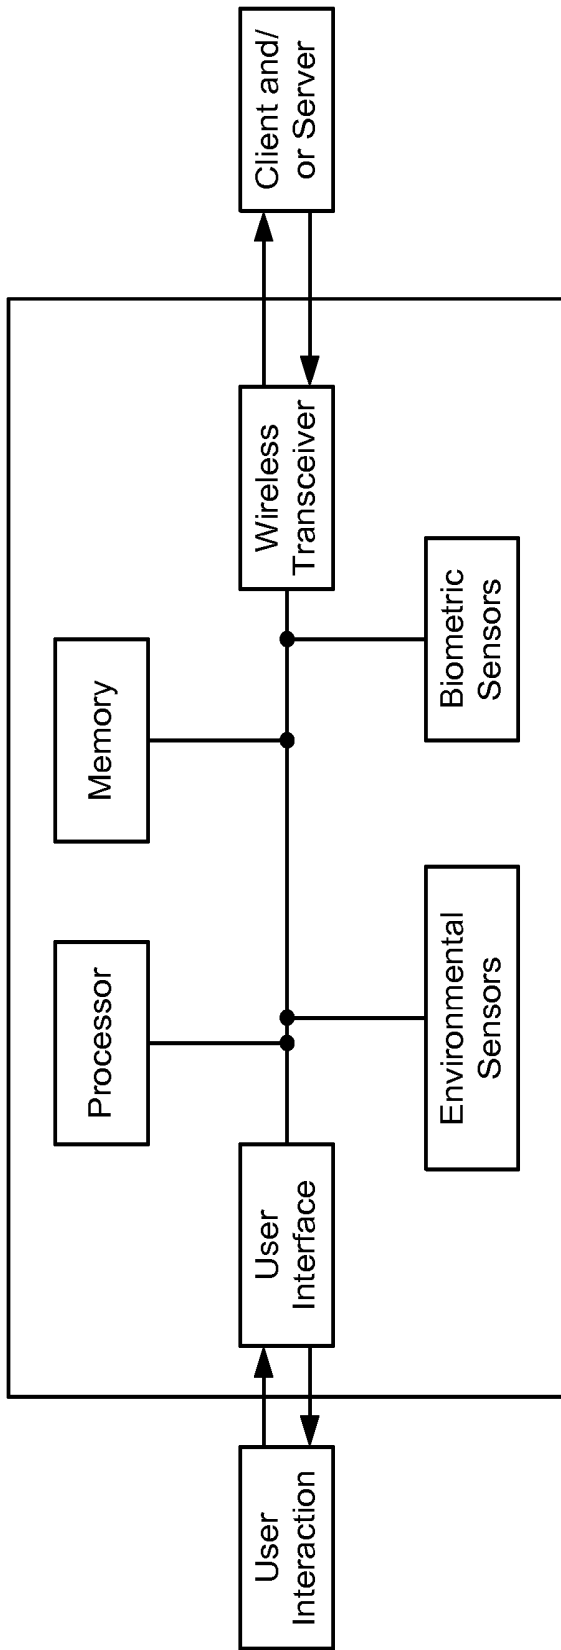 Processor
Memory
User
Interaction
User
Interface
Wireless
Transceiver
Client and/
or Server
Environmental
Sensors
Biometric
Sensors